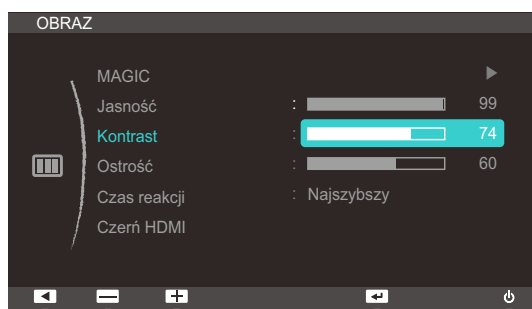 OBRAZ
MAGIC
Jasność : 99
Kontrast : 74
Ostrość : 60
Czas reakcji : Najszybszy
Czerń HDMI